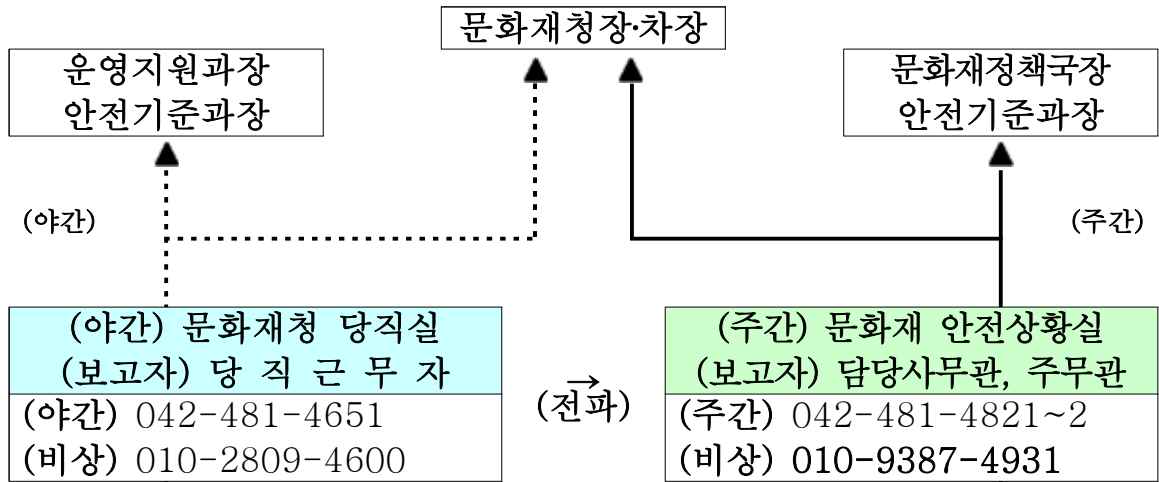 문화재청장·차장
운영지원과장
안전기준과장
문화재정책국장
안전기준과장
(야간)
(주간)
(야간) 문화재청 당직실
(보고자) 당 직 근 무 자
(야간) 042-481-4651
(비상) 010-2809-4600
→
(전파)
(주간) 문화재 안전상황실
(보고자) 담당사무관, 주무관
(주간) 042-481-4821~2
(비상) 010-9387-4931